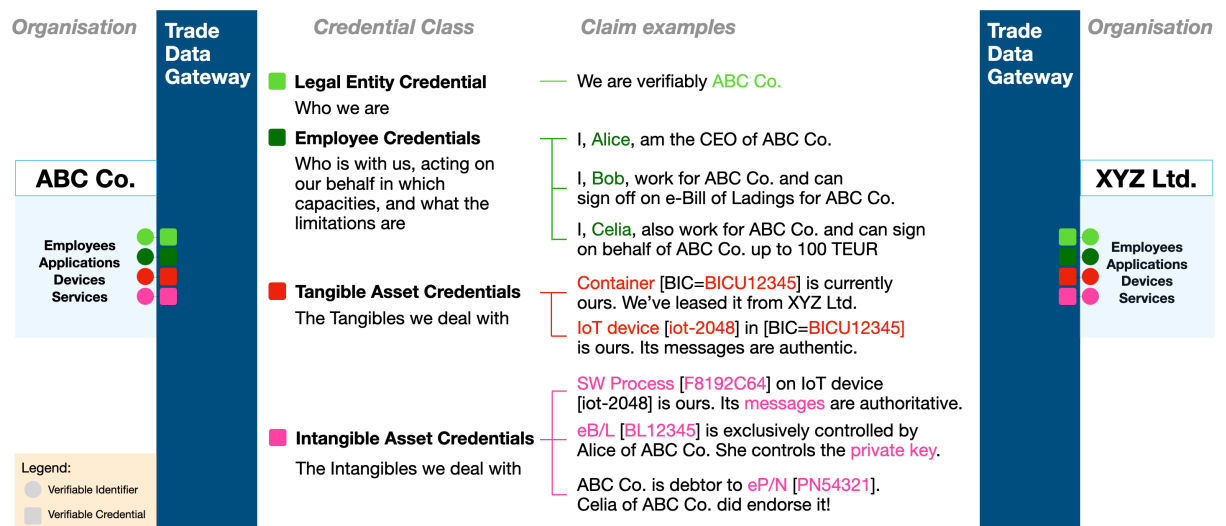 Organisation
Trade
Data
Gateway
Credential Class
Claim examples
Trade
Data
Gateway
Organisation
ABC Co.
Employees
Applications
Devices
Services
Legend:
Verifiable Identifier
Verifiable Credential
Legal Entity Credential
Who we are
We are verifiably ABC Co.
Employee Credentials
Who is with us, acting on
our behalf in which
capacities, and what the
limitations are
I, Alice, am the CEO of ABC Co.
I, Bob, work for ABC Co. and can
sign off on e-Bill of Ladings for ABC Co.
I, Celia, also work for ABC Co. and can sign
on behalf of ABC Co. up to 100 TEUR
Tangible Asset Credentials
The Tangibles we deal with
Container [BIC=BICU12345] is currently
ours. We’ve leased it from XYZ Ltd.
IoT device [iot-2048] in [BIC=BICU12345]
is ours. Its messages are authentic.
Intangible Asset Credentials
The Intangibles we deal with
SW Process [F8192C64] on IoT device
[iot-2048] is ours. Its messages are authoritative.
eB/L [BL12345] is exclusively controlled by
Alice of ABC Co. She controls the private key.
ABC Co. is debtor to eP/N [PN54321].
Celia of ABC Co. did endorse it!
XYZ Ltd.
Employees
Applications
Devices
Services